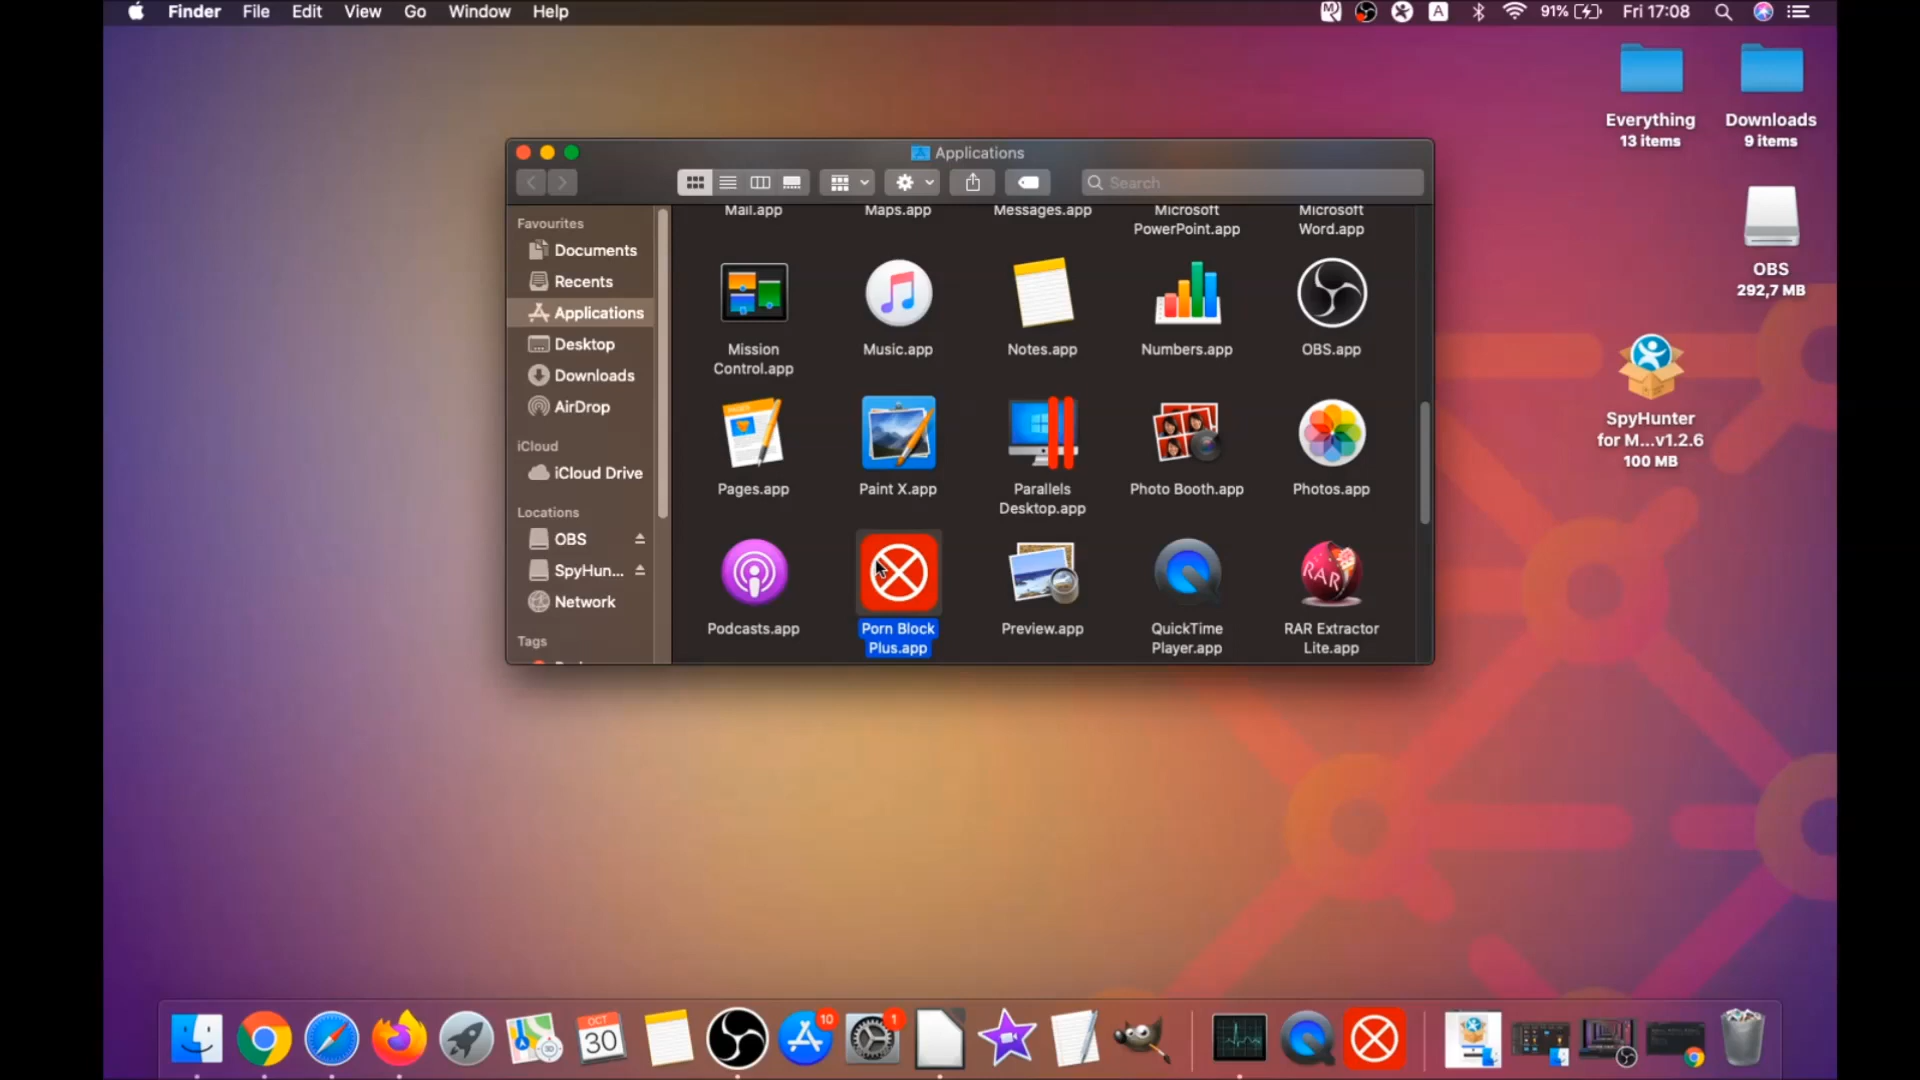 Finder File Edit View Go Window Help
A 91% Fri 17:08
Everything
13 items
Downloads
9 items
OBS
292,7 MB
SpyHunter
for M...v1.2.6
100 MB
Applications
Search
Favourites
Documents
Recents
Applications
Desktop
Downloads
AirDrop
iCloud
iCloud Drive
Locations
OBS
SpyHun...
Network
Tags
Mail.app Maps.app Messages.app Microsoft PowerPoint.app Microsoft Word.app
Mission Control.app Music.app Notes.app Numbers.app OBS.app
PAGES
Pages.app Paint X.app Parallels Desktop.app Photo Booth.app Photos.app
RAR
Podcasts.app Porn Block Plus.app Preview.app QuickTime Player.app RAR Extractor Lite.app
OCT
30
10
1